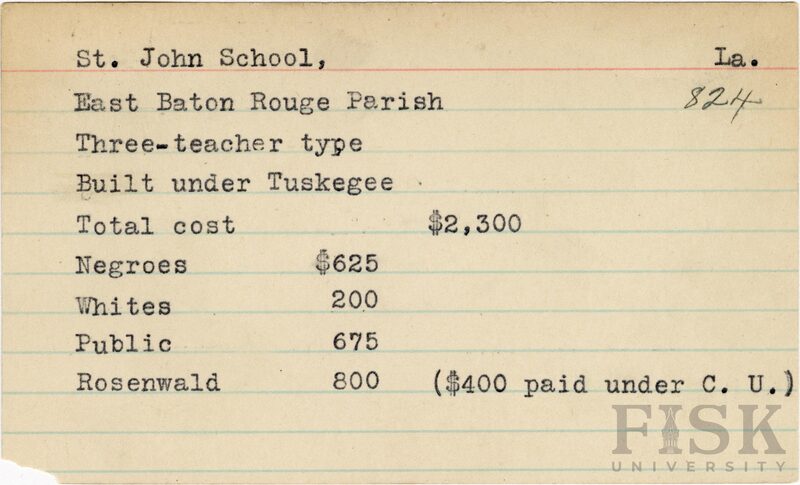 St. John School, La.
East Baton Rouge Parish 824
Three-teacher type
Built under Tuskegee
Total cost $2,300
Negroes $625
Whites 200
Public 675
Rosenwald 800 ($400 paid under C. U.)
FISK
UNIVERSITY